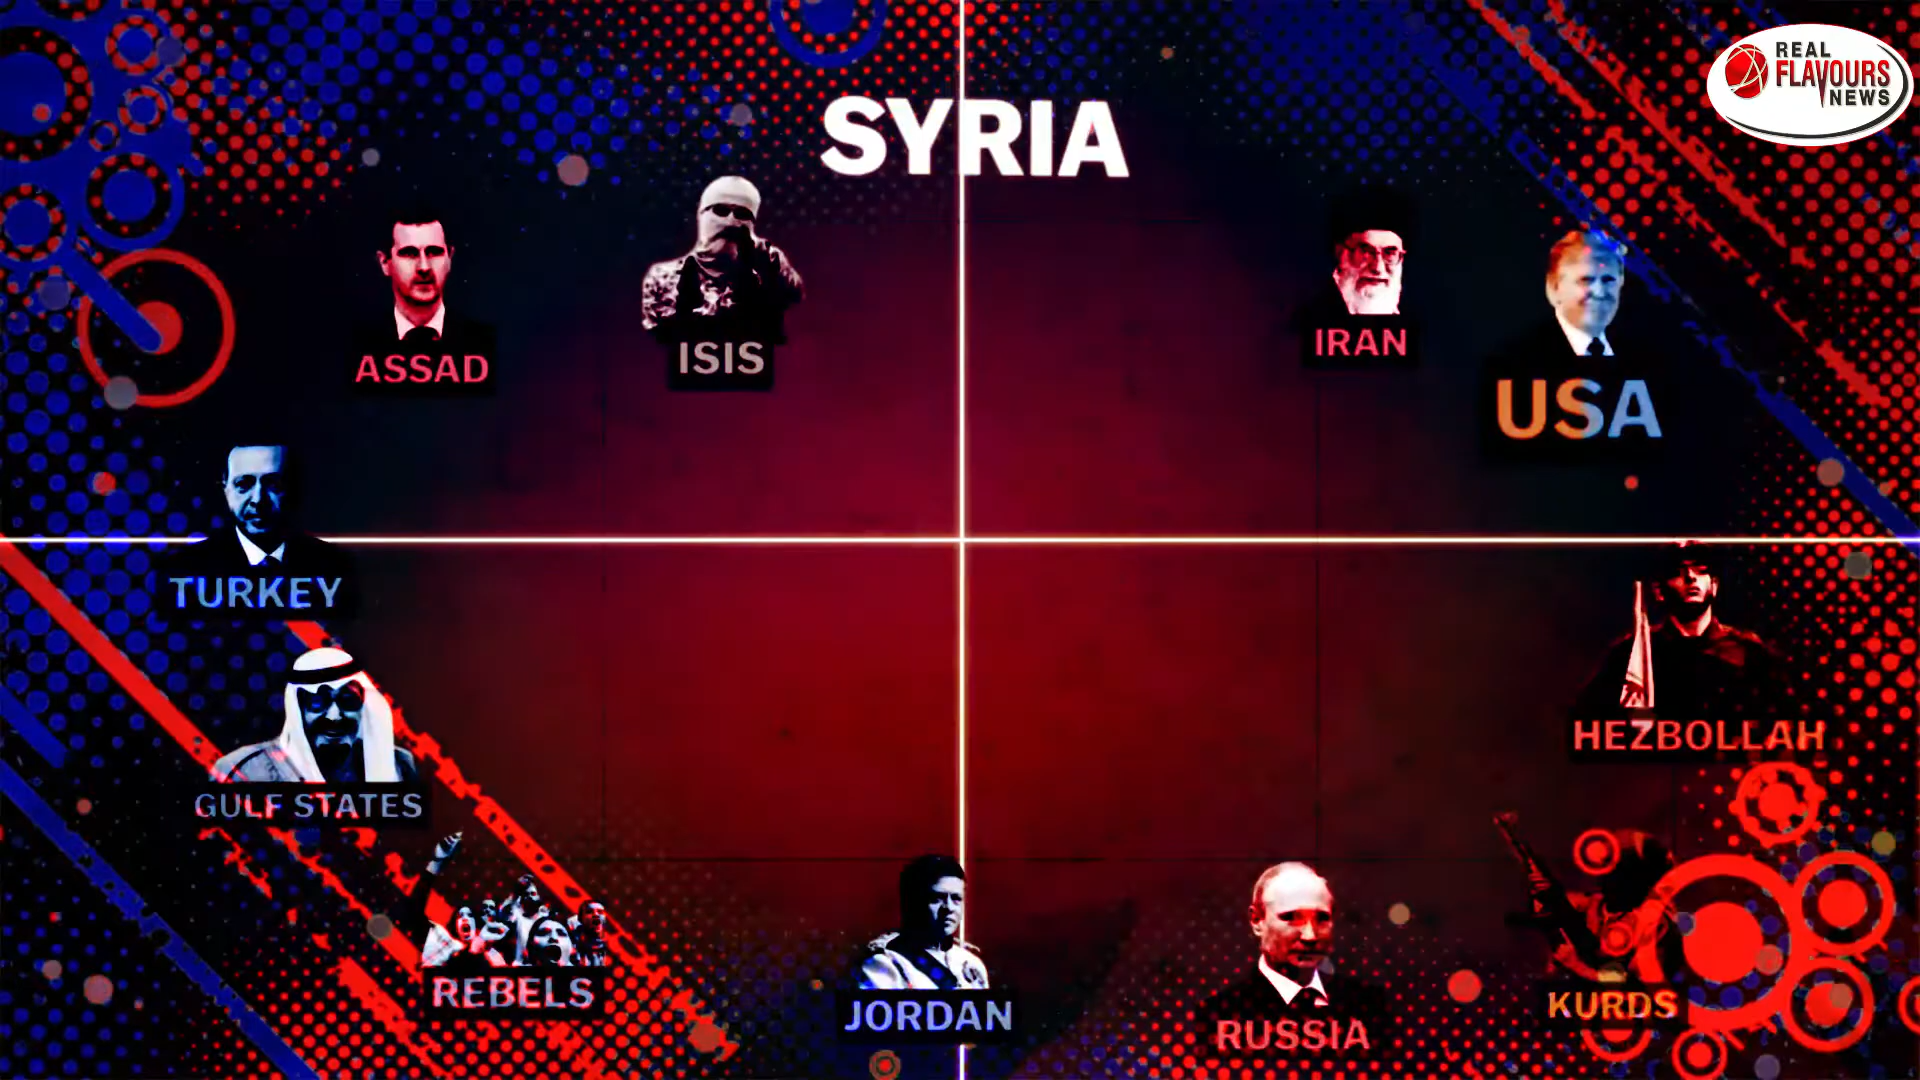 REAL
FLAVOURS
NEWS
SYRIA
ASSAD
ISIS
IRAN
USA
TURKEY
HEZBOLLAH
GULF STATES
REBELS
JORDAN
RUSSIA
KURDS